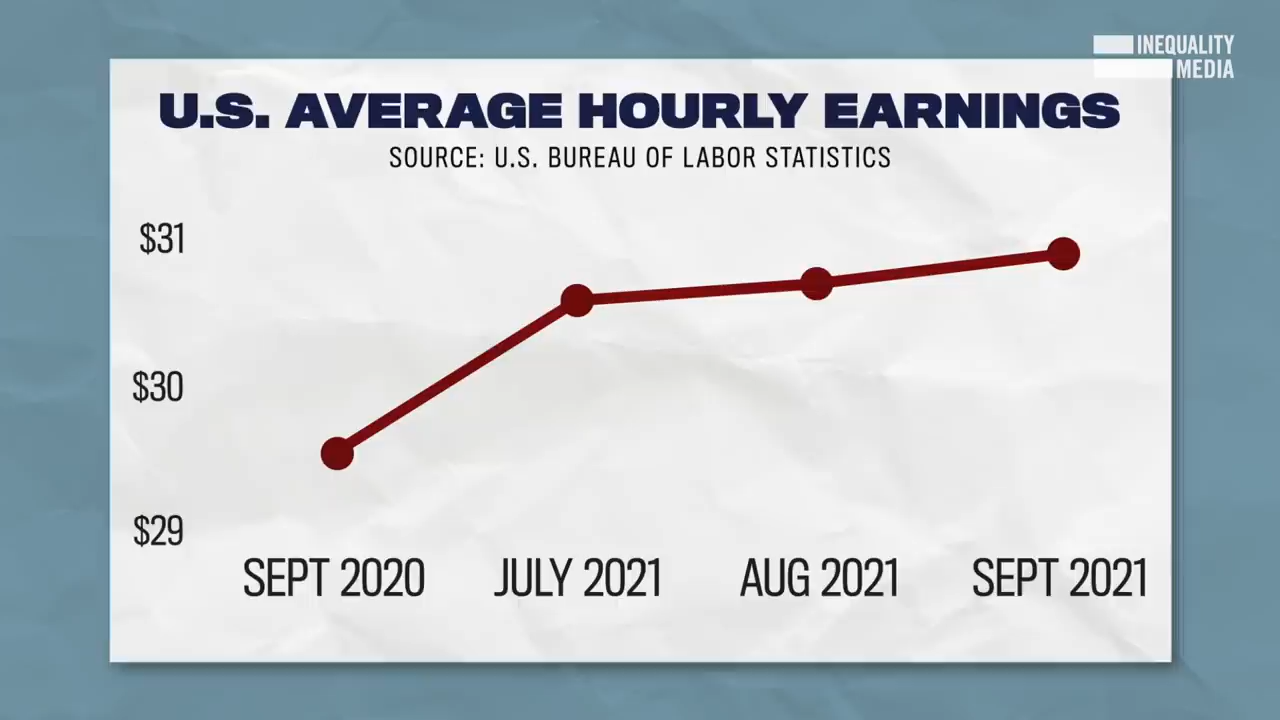 INEQUALITY
MEDIA
U.S. AVERAGE HOURLY EARNINGS
SOURCE: U.S. BUREAU OF LABOR STATISTICS
$31
$30
$29
SEPT 2020 JULY 2021 AUG 2021 SEPT 2021